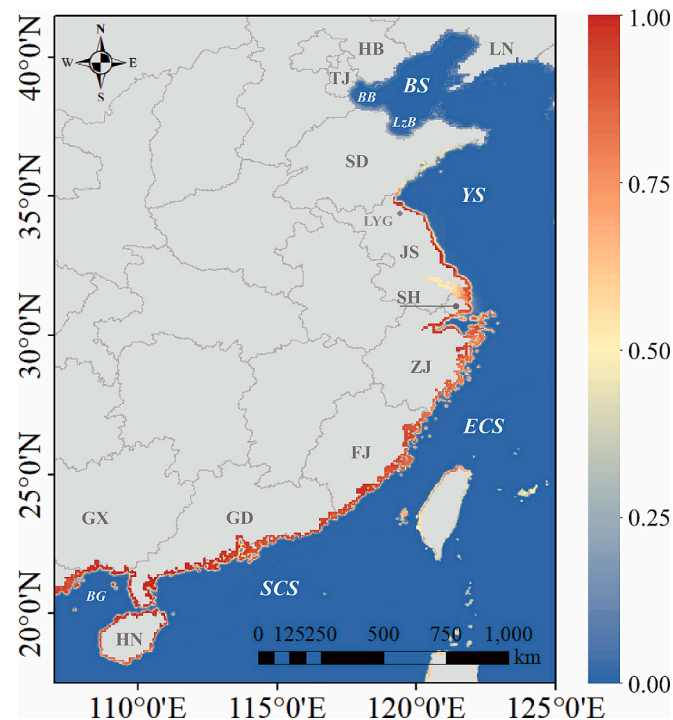 N
W E
S
40°0'N
35°0'N
30°0'N
25°0'N
20°0'N
HB
LN
TJ
BB
BS
LzB
SD
YS
LYG
JS
SH
ZJ
ECS
FJ
GX
GD
BG
SCS
HN
0 125250 500 750 1,000
km
110°0'E 115°0'E 120°0'E 125°0'E
1.00
0.75
0.50
0.25
0.00